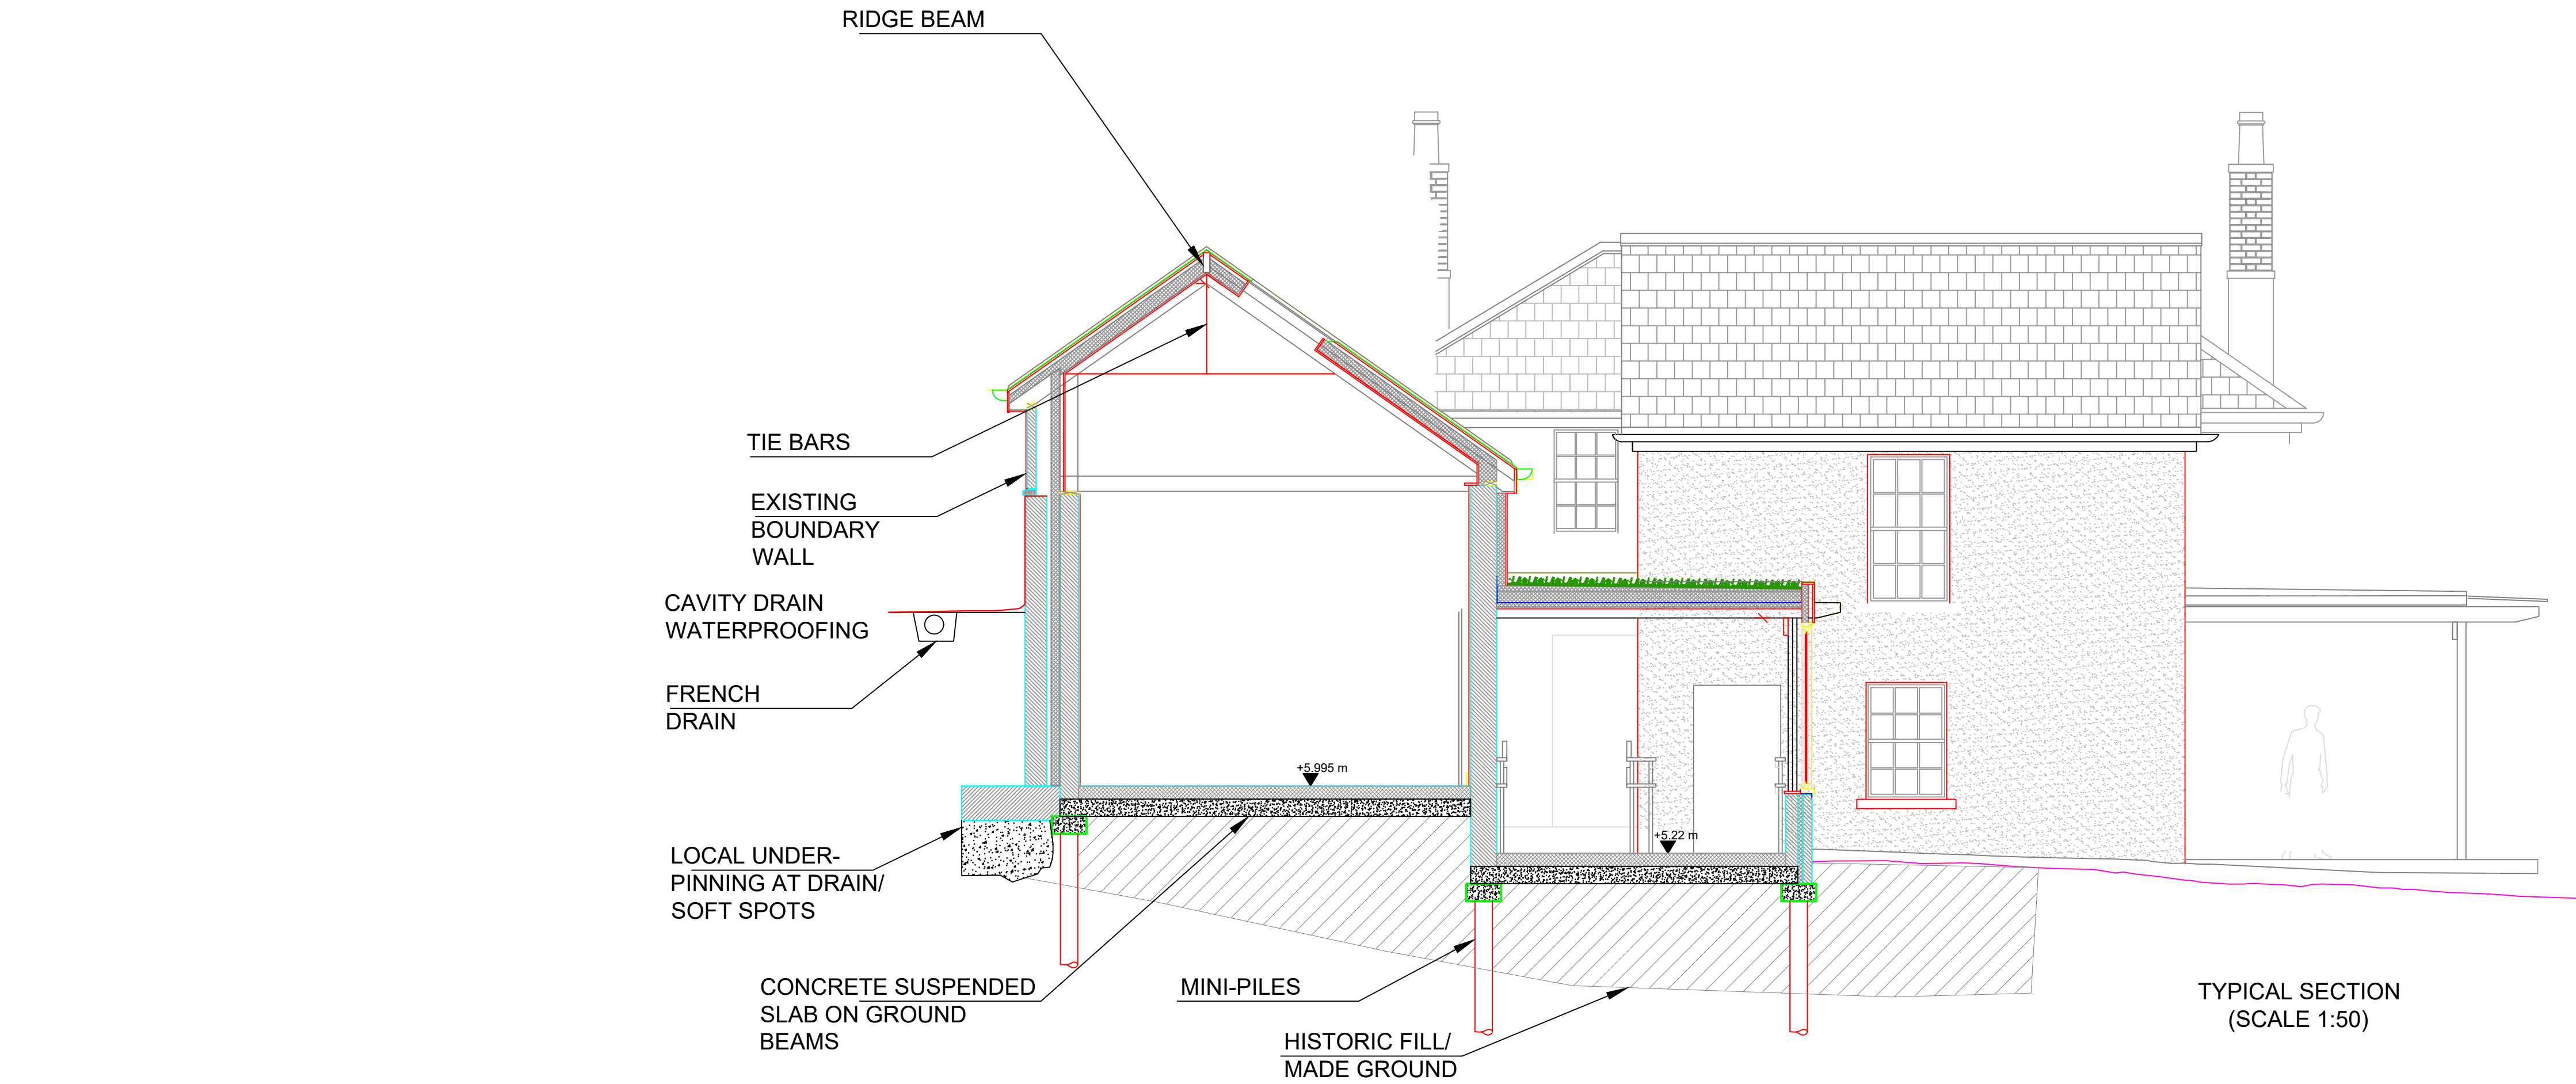 RIDGE BEAM
TIE BARS
EXISTING
BOUNDARY
WALL
CAVITY DRAIN
WATERPROOFING
FRENCH
DRAIN
+5.995 m
+5.22 m
LOCAL UNDER-
PINNING AT DRAIN/
SOFT SPOTS
CONCRETE SUSPENDED
SLAB ON GROUND
BEAMS
MINI-PILES
HISTORIC FILL/
MADE GROUND
TYPICAL SECTION
(SCALE 1:50)